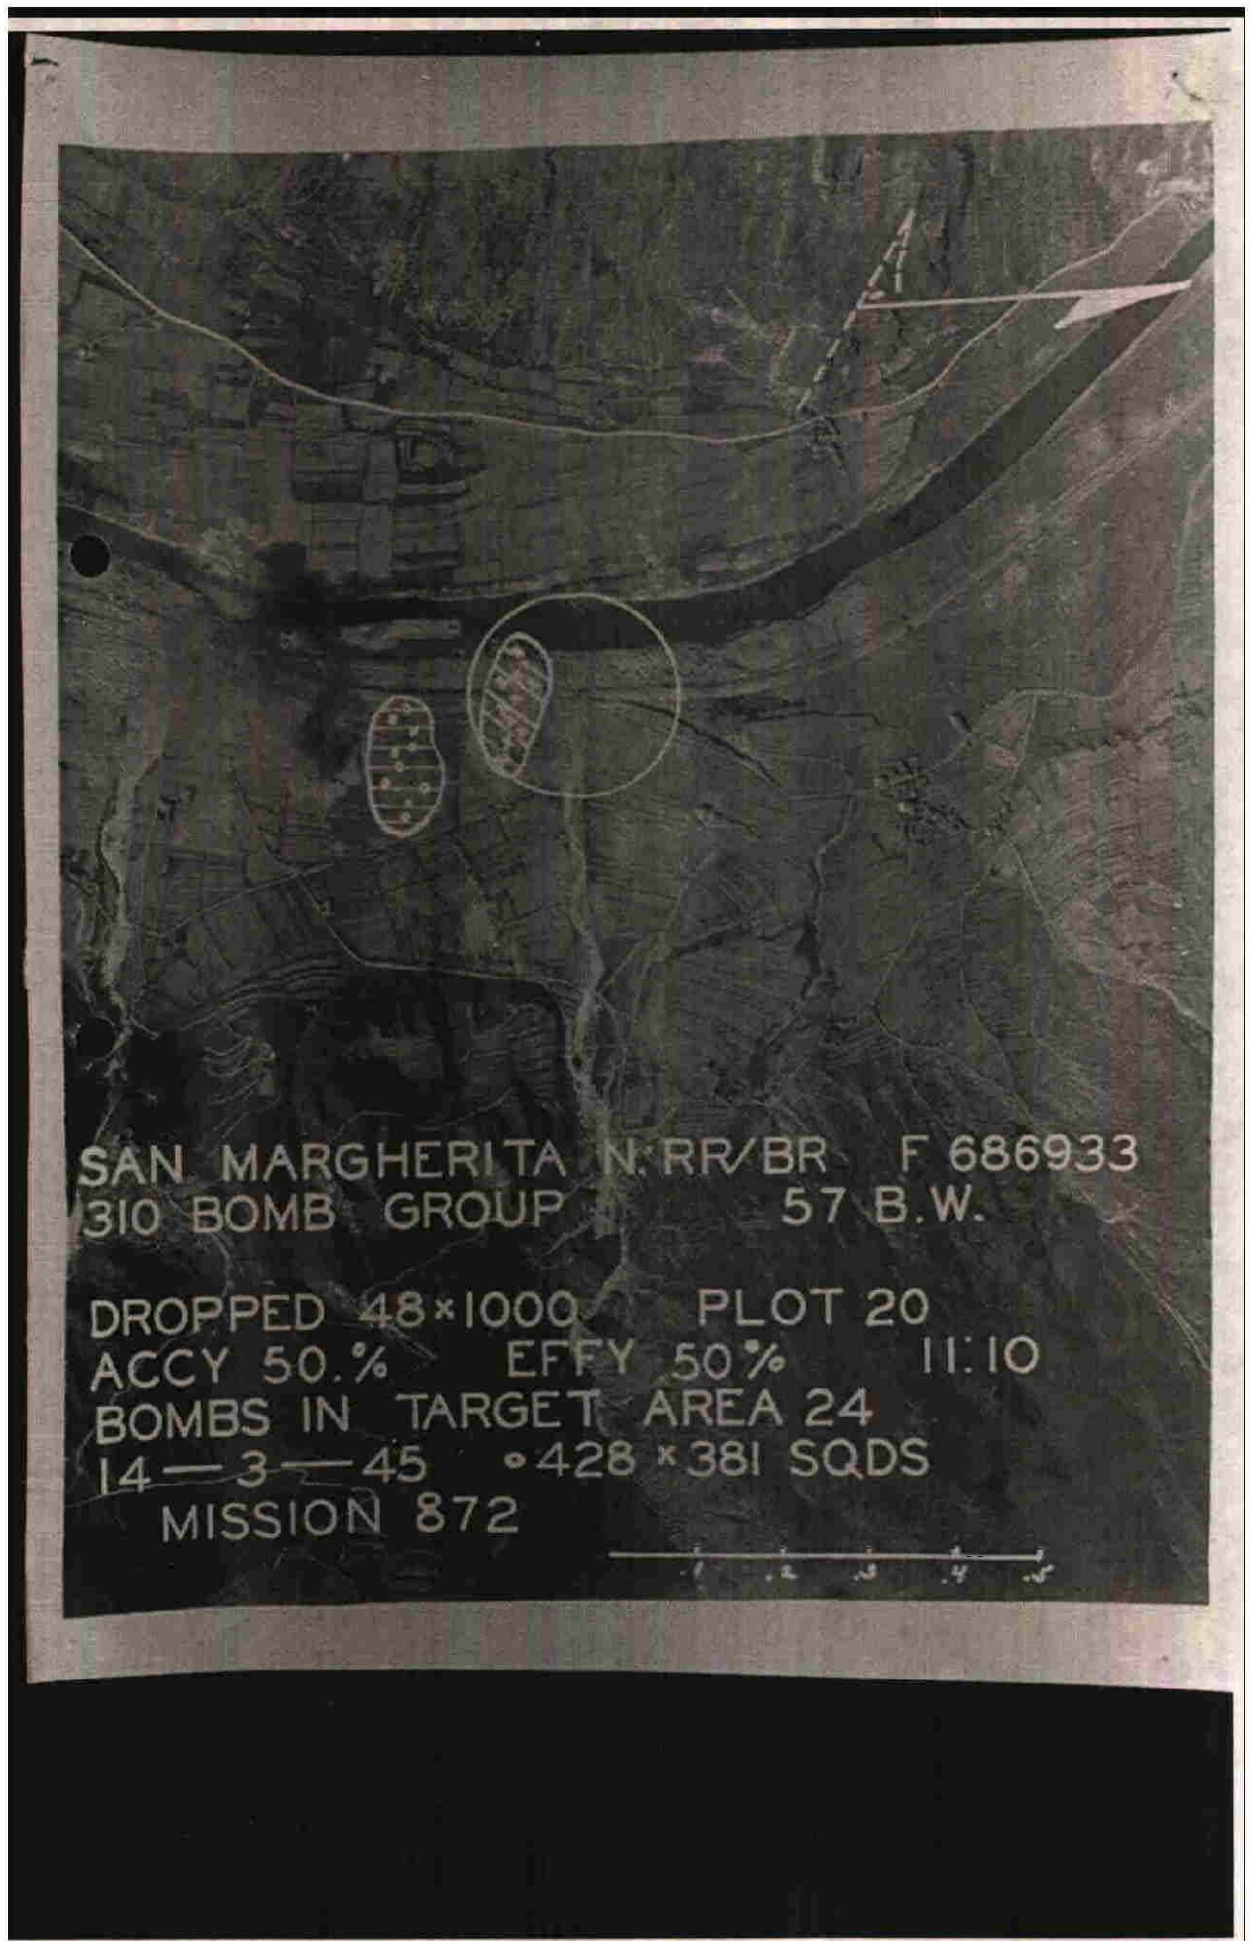 SAN MARGHERITA N. RR/BR F 686933
310 BOMB GROUP 57 B.W.
DROPPED 48×1000 PLOT 20
ACCY 50.% EFFY 50% 11:10
BOMBS IN TARGET AREA 24
14—3—45 •428 × 381 SQDS
MISSION 872
.1 .2 .3 .4 .5